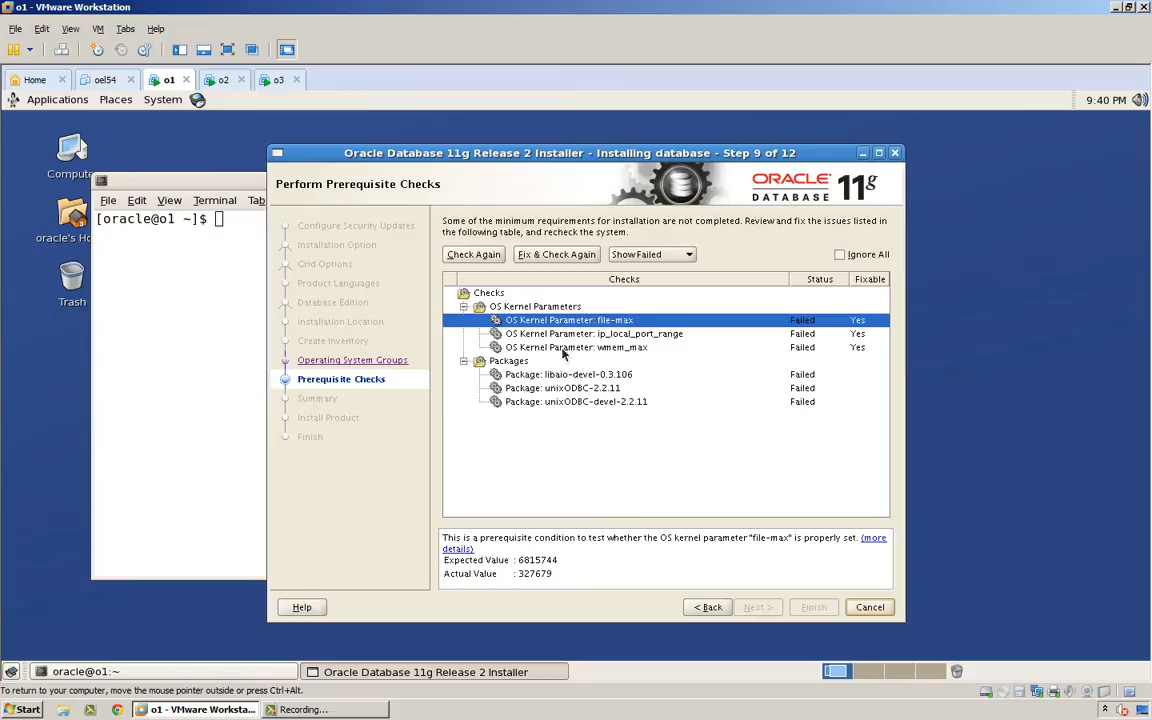 o1 - VMware Workstation
File Edit View VM Tabs Help
Home oel54 o1 o2 o3
Applications Places System 9:40 PM
Oracle Database 11g Release 2 Installer - Installing database - Step 9 of 12
Perform Prerequisite Checks
ORACLE
DATABASE 11g
Comput
oracle's Ho
Trash
File Edit View Terminal Tab
[oracle@o1 ~]$
Configure Security Updates
Installation Option
Grid Options
Product Languages
Database Edition
Installation Location
Create Inventory
Operating System Groups
Prerequisite Checks
Summary
Install Product
Finish
Some of the minimum requirements for installation are not completed. Review and fix the issues listed in
the following table, and recheck the system.
Check Again Fix & Check Again Show Failed Ignore All
Checks Status Fixable
Checks
OS Kernel Parameters
OS Kernel Parameter: file-max Failed Yes
OS Kernel Parameter: ip_local_port_range Failed Yes
OS Kernel Parameter: wmem_max Failed Yes
Packages
Package: libaio-devel-0.3.106 Failed
Package: unixODBC-2.2.11 Failed
Package: unixODBC-devel-2.2.11 Failed
This is a prerequisite condition to test whether the OS kernel parameter "file-max" is properly set. (more
details)
Expected Value : 6815744
Actual Value : 327679
Help < Back Next > Finish Cancel
oracle@o1:~ Oracle Database 11g Release 2 Installer
To return to your computer, move the mouse pointer outside or press Ctrl+Alt.
Start o1 - VMware Worksta... Recording...